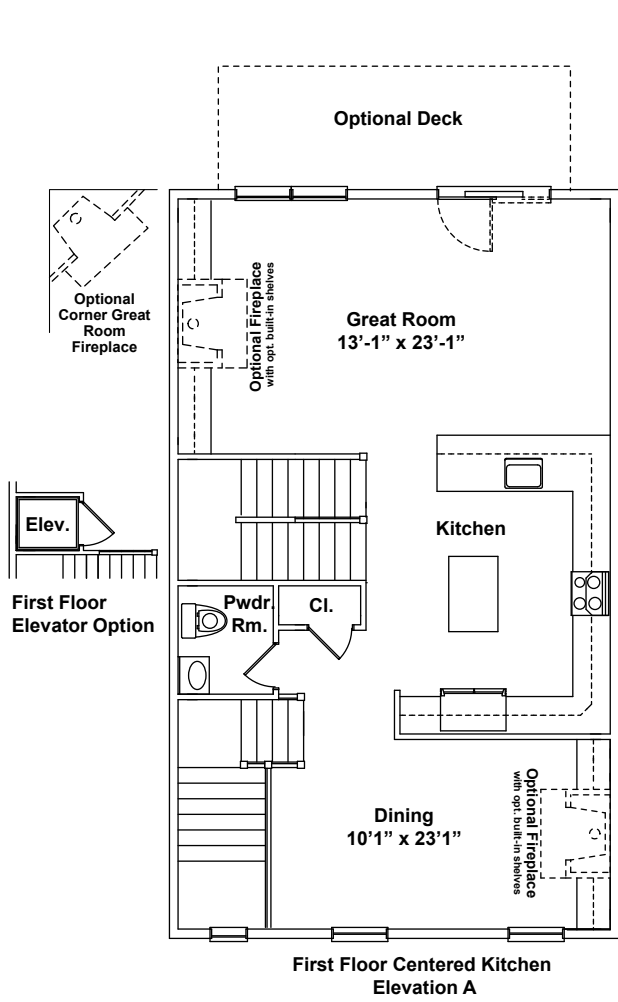 Optional Deck
Optional
Corner Great
Room
Fireplace
Optional Fireplace
with opt. built-in shelves
Great Room
13’-1” x 23’-1”
Elev.
First Floor
Elevator Option
Kitchen
Pwdr.
Rm.
Cl.
Dining
10’1” x 23’1”
Optional Fireplace
with opt. built-in shelves
First Floor Centered Kitchen
Elevation A